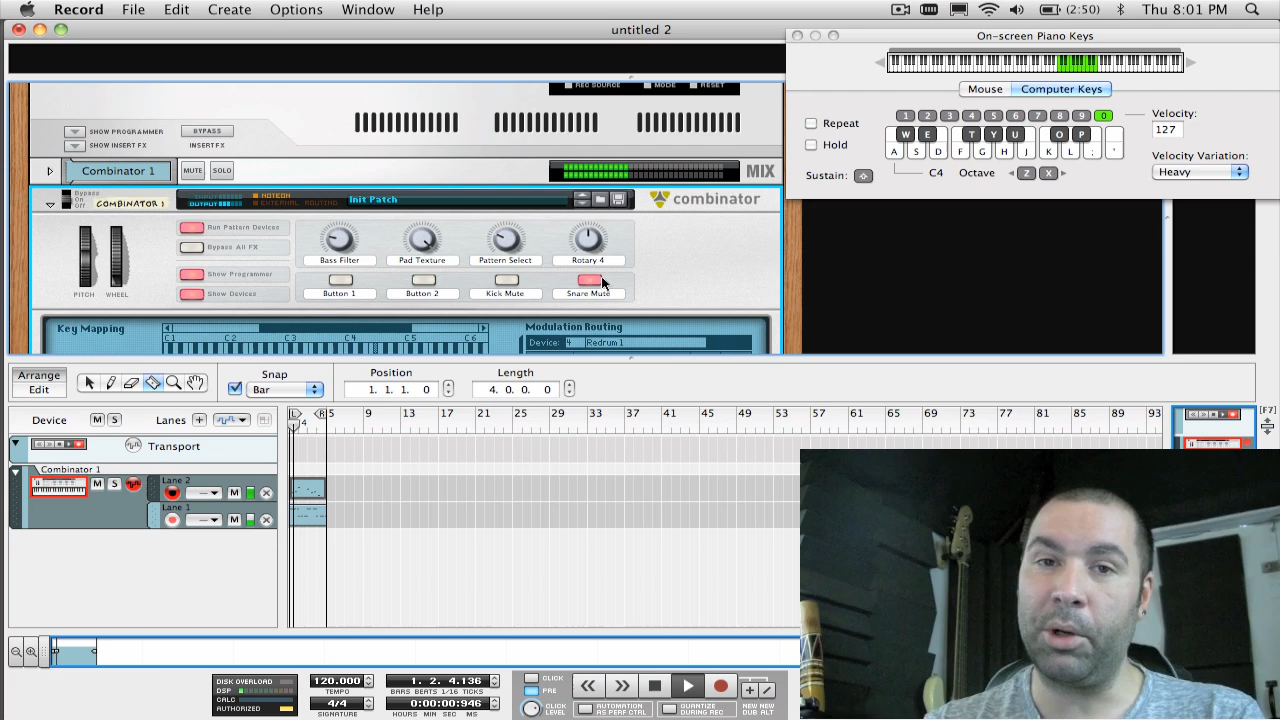 Record File Edit Create Options Window Help
(2:50) Thu 8:01 PM
untitled 2
On-screen Piano Keys
Mouse Computer Keys
1 2 3 4 5 6 7 8 9 0
W E T Y U O P
A S D F G H J K L ; '
Repeat
Hold
Sustain:
C4 Octave Z X
Velocity:
127
Velocity Variation:
Heavy
REC SOURCE MODE RESET
SHOW PROGRAMMER BYPASS
SHOW INSERT FX INSERT FX
Combinator 1 MUTE SOLO MIX
Bypass
On
Off
COMBINATOR 1
NOTEON
OUTPUT EXTERNAL ROUTING
Init Patch
combinator
Run Pattern Devices
Bypass All FX
Show Programmer
Show Devices
PITCH WHEEL
Bass Filter Pad Texture Pattern Select Rotary 4
Button 1 Button 2 Kick Mute Snare Mute
Key Mapping
C1 C2 C3 C4 C5 C6
Modulation Routing
Device: 4 Redrum 1
Arrange
Edit
Snap
Bar
Position
1. 1. 1. 0
Length
4. 0. 0. 0
Device M S Lanes
L R 5 9 13 17 21 25 29 33 37 41 45 49 53 57 61 65 69 73 77 81 85 89 93
4
[F7]
Transport
Combinator 1
M S
Lane 2
M
Lane 1
M
DISK OVERLOAD
DSP
CALC
AUTHORIZED
120.000
TEMPO
4/4
SIGNATURE
1. 2. 4.136
BARS BEATS 1/16 TICKS
0:00:00:946
HOURS MIN SEC MS
CLICK
PRE
CLICK LEVEL
AUTOMATION AS PERF CTRL
QUANTIZE DURING REC
NEW DUB
NEW ALT